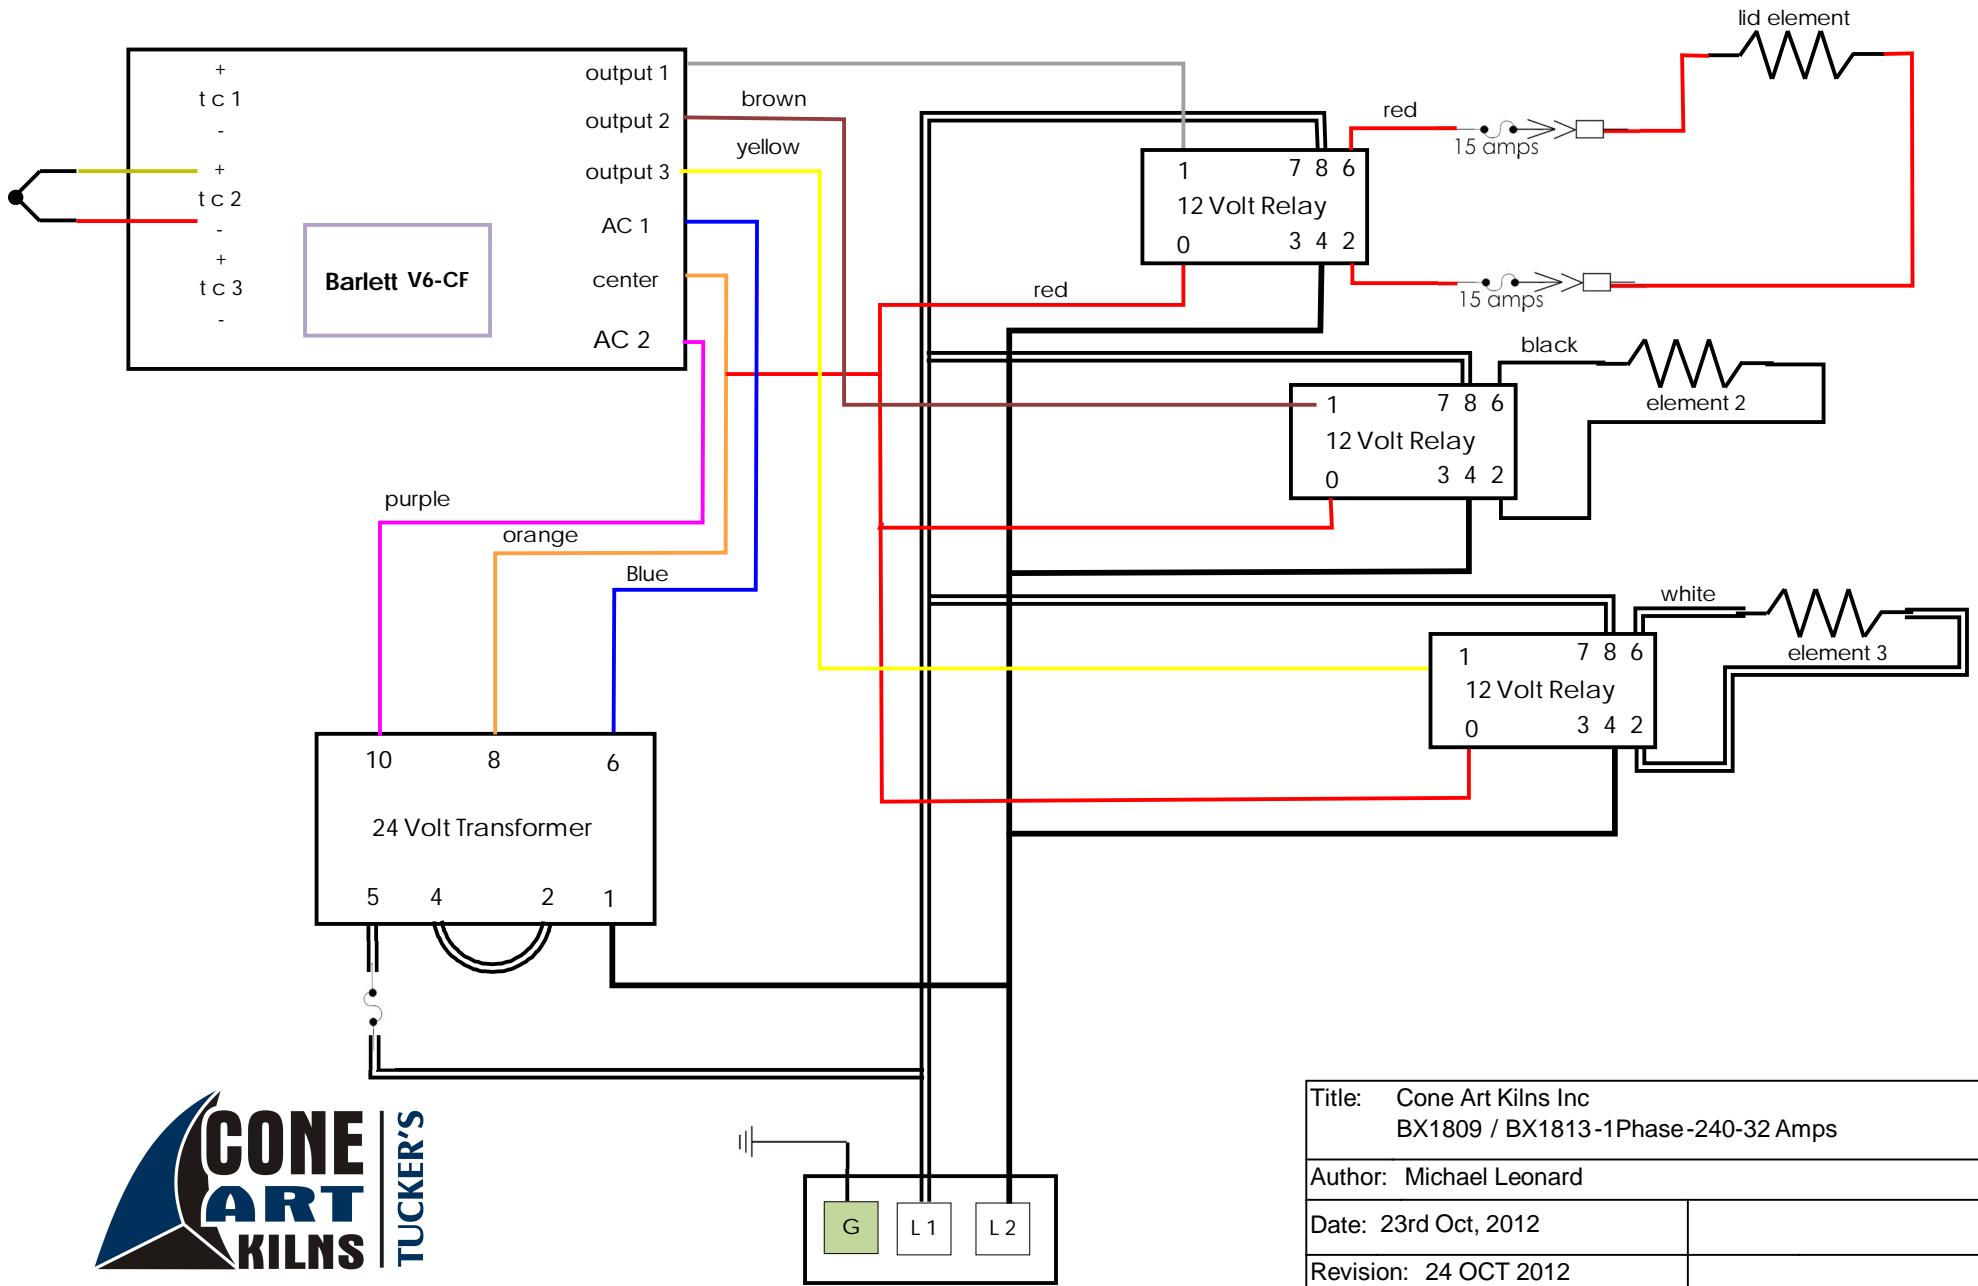 lid element
+
t c 1
-
+
t c 2
-
+
t c 3
-
Barlett V6-CF
output 1
output 2
output 3
AC 1
center
AC 2
brown
yellow
red
15 amps
1 7 8 6
12 Volt Relay
0 3 4 2
15 amps
red
black
element 2
1 7 8 6
12 Volt Relay
0 3 4 2
purple
orange
Blue
white
element 3
1 7 8 6
12 Volt Relay
0 3 4 2
10 8 6
24 Volt Transformer
5 4 2 1
G L 1 L 2
CONE
ART
KILNS
TUCKER'S
Title: Cone Art Kilns Inc
BX1809 / BX1813-1Phase-240-32 Amps
Author: Michael Leonard
Date: 23rd Oct, 2012
Revision: 24 OCT 2012